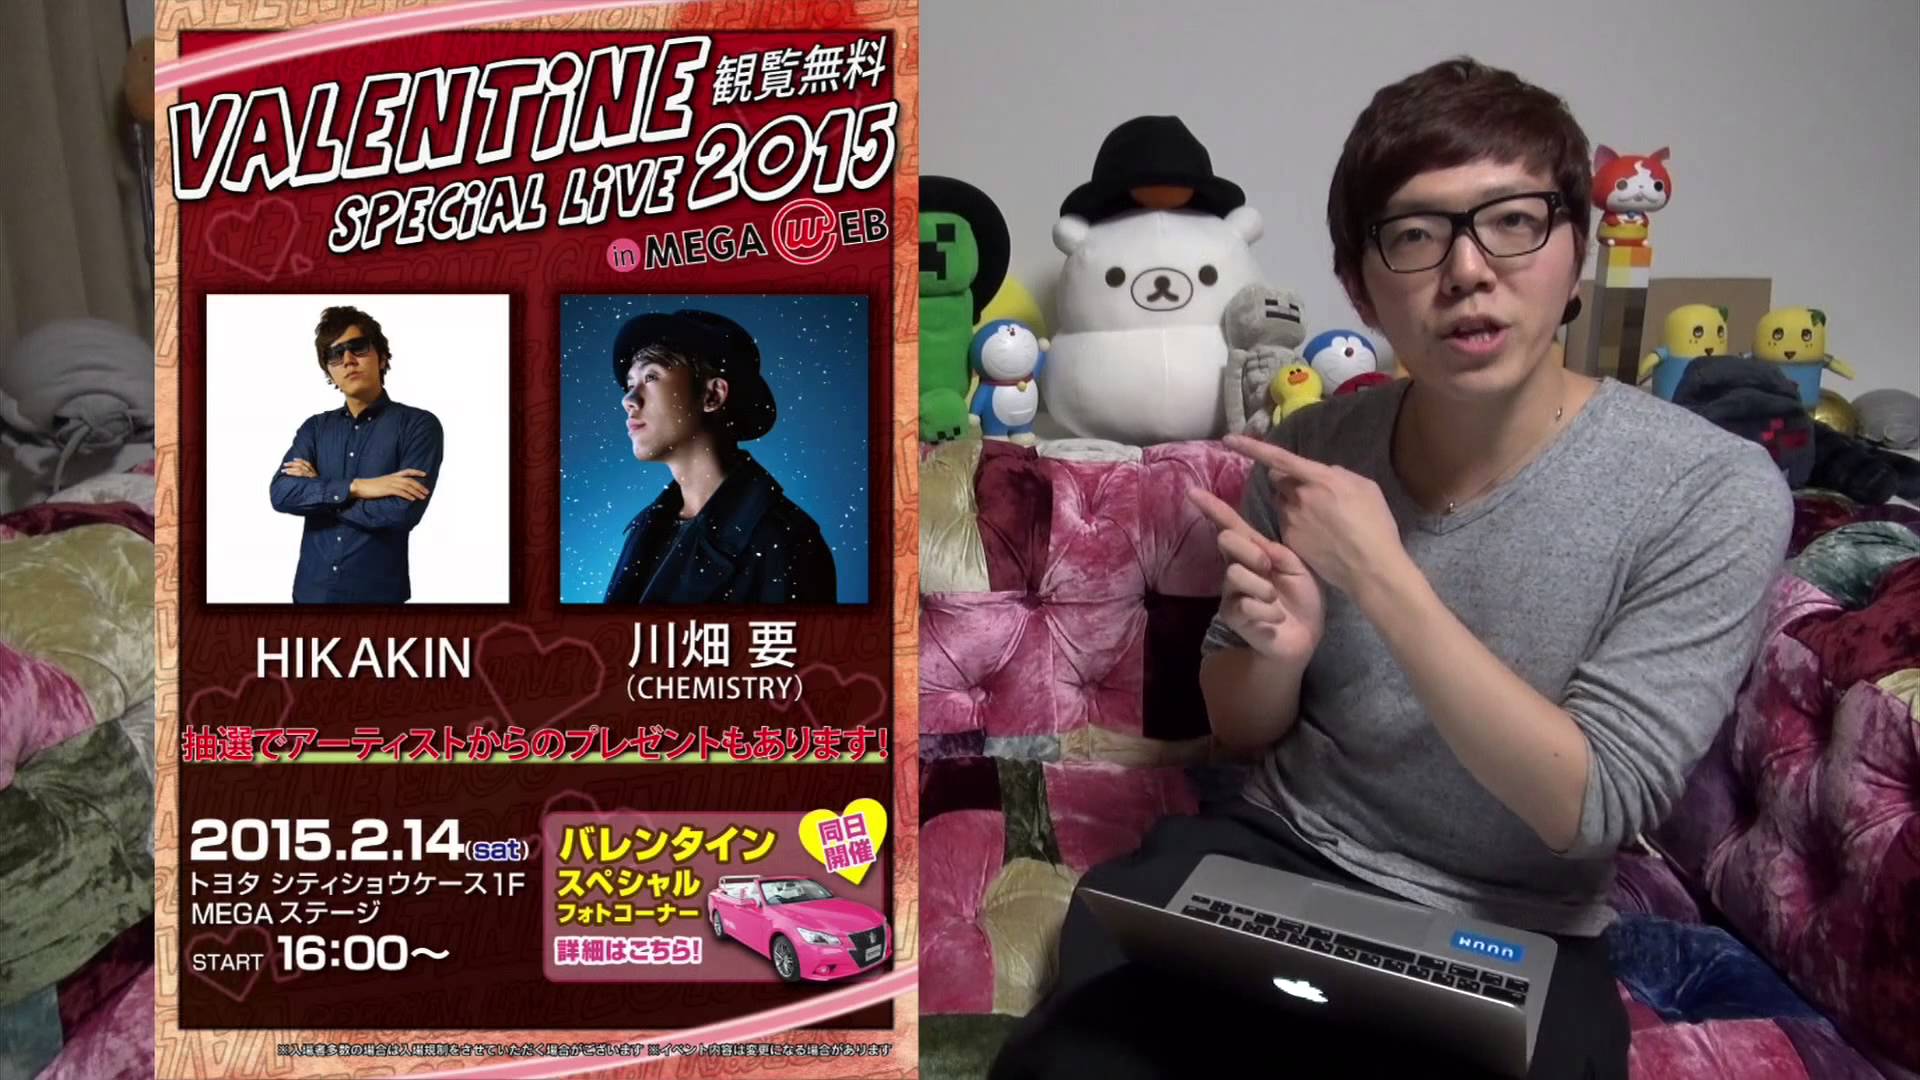 VALENTiNE 観覧無料
SPECiAL LiVE 2015
in MEGA WEB
HIKAKIN
川畑 要
(CHEMISTRY)
抽選でアーティストからのプレゼントもあります!
2015.2.14(sat)
トヨタ シティショウケース1F
MEGAステージ
START 16:00～
同日
開催
バレンタイン
スペシャル
フォトコーナー
詳細はこちら!
※入場者多数の場合は入場規制をさせていただく場合がございます ※イベント内容は変更になる場合があります